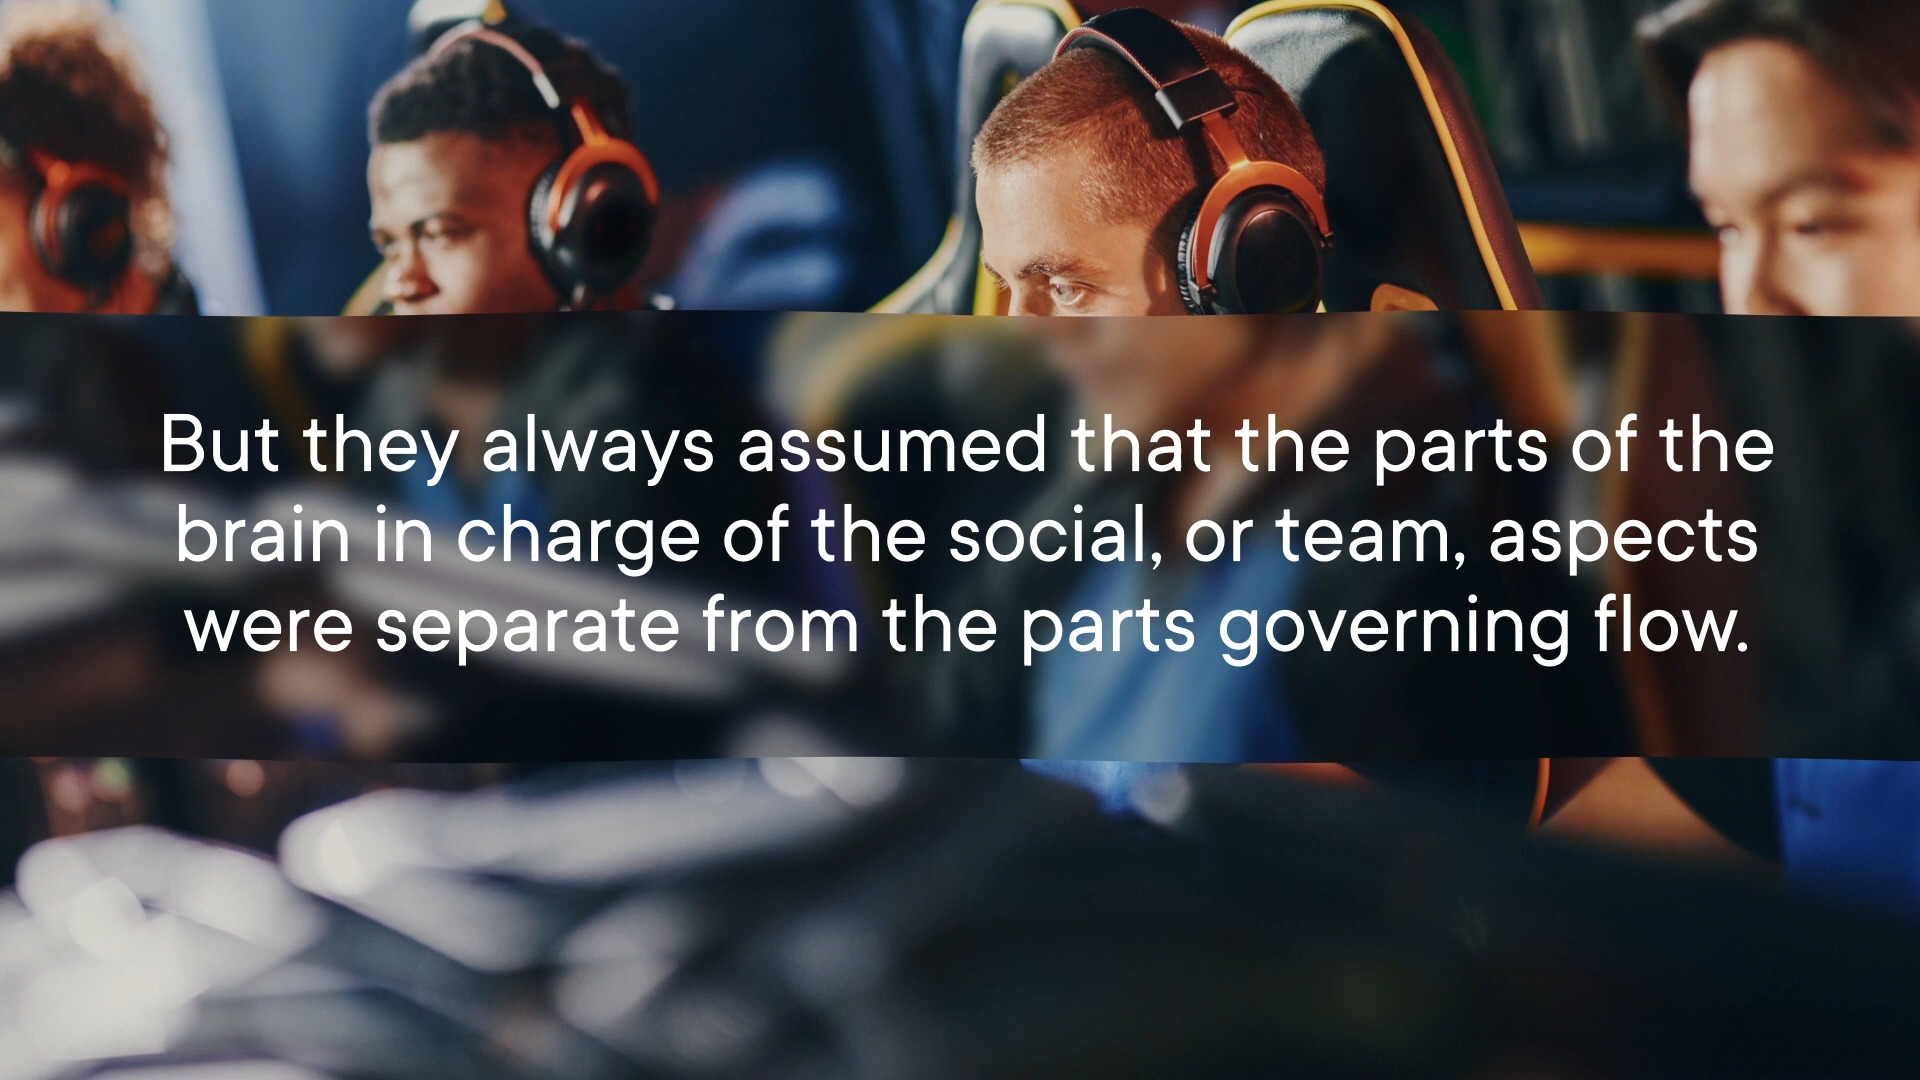 But they always assumed that the parts of the
brain in charge of the social, or team, aspects
were separate from the parts governing flow.